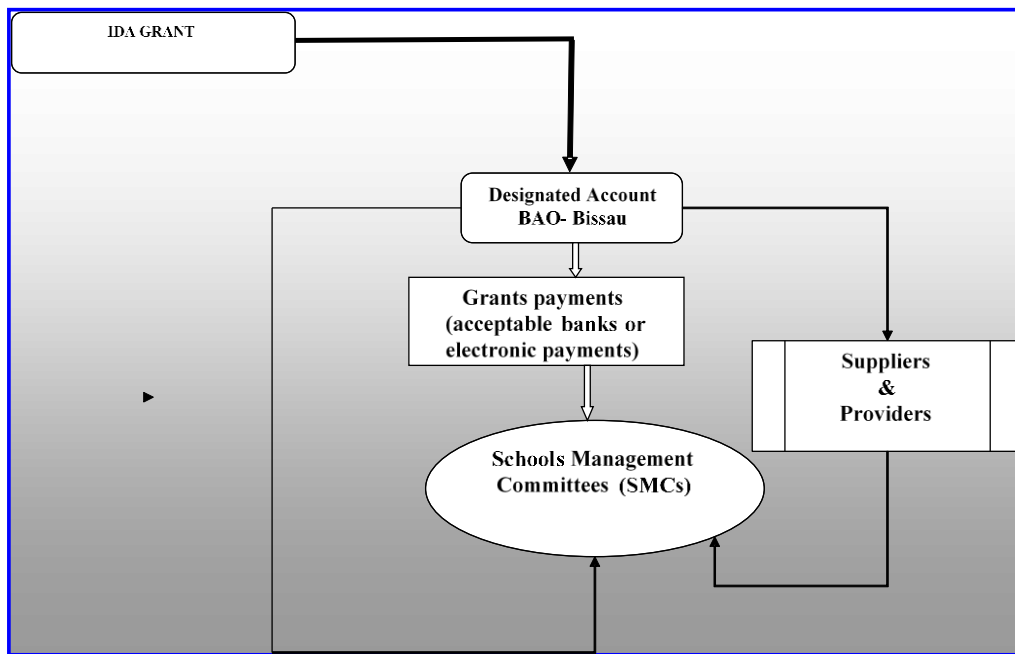 IDA GRANT
Designated Account
BAO- Bissau
Grants payments
(acceptable banks or
electronic payments)
Suppliers
&
Providers
Schools Management
Committees (SMCs)